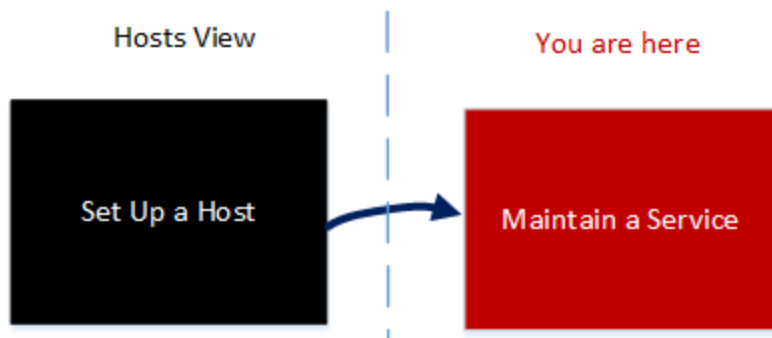 Hosts View
You are here
Set Up a Host
Maintain a Service